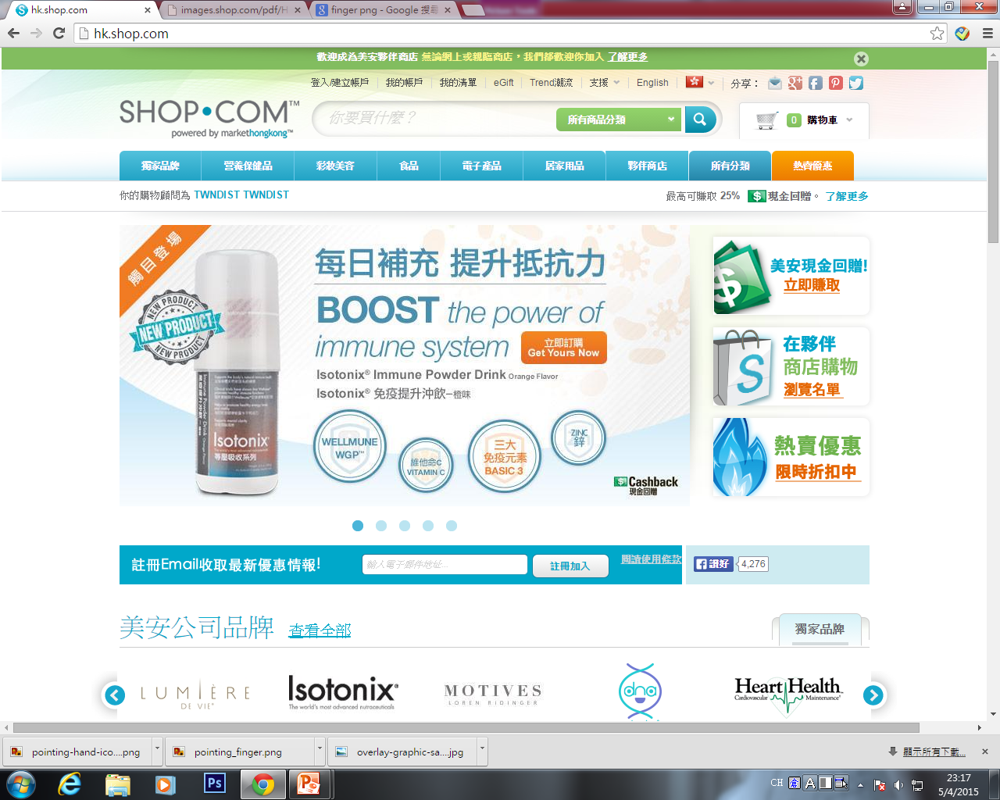 hk.shop.com
images.shop.com/pdf/H
finger png - Google 搜尋
hk.shop.com
歡迎成為美安夥伴商店 無論網上或親臨商店，我們都歡迎你加入 了解更多
登入/建立帳戶 我的帳戶 我的清單 eGift Trend潮流 支援 English 分享：
SHOP•COM™
powered by markethongkong™
你要買什麼？
所有商品分類
0 購物車
獨家品牌 營養保健品 彩妝美容 食品 電子產品 居家用品 夥伴商店 所有分類 熱賣優惠
你的購物顧問為 TWNDIST TWNDIST
最高可賺取 25% 現金回贈。 了解更多
觸目登場
NEW PRODUCT
NEW PRODUCT
NEW PRODUCT
Immune Powder Drink
Isotonix®
等壓吸收系列
每日補充 提升抵抗力
BOOST the power of
immune system
立即訂購
Get Yours Now
Isotonix® Immune Powder Drink Orange Flavor
Isotonix® 免疫提升沖飲—橙味
WELLMUNE
WGP™
維他命C
VITAMIN C
三大
免疫元素
BASIC 3
ZINC
鋅
$ Cashback
現金回贈
美安現金回贈!
立即賺取
在夥伴
商店購物
瀏覽名單
熱賣優惠
限時折扣中
註冊Email收取最新優惠情報!
輸入電子郵件地址...
註冊加入
閱讀使用條款
讚好 4,276
美安公司品牌 查看全部
獨家品牌
LUMIÈRE
DE VIE®
Isotonix®
The world's most advanced nutraceuticals
MOTIVES
LOREN RIDINGER
dna
Heart Health™
Cardiovascular Maintenance™
pointing-hand-ico....png
pointing_finger.png
overlay-graphic-sa....jpg
顯示所有下載...
Ps
CH 倉 A
23:17
5/4/2015